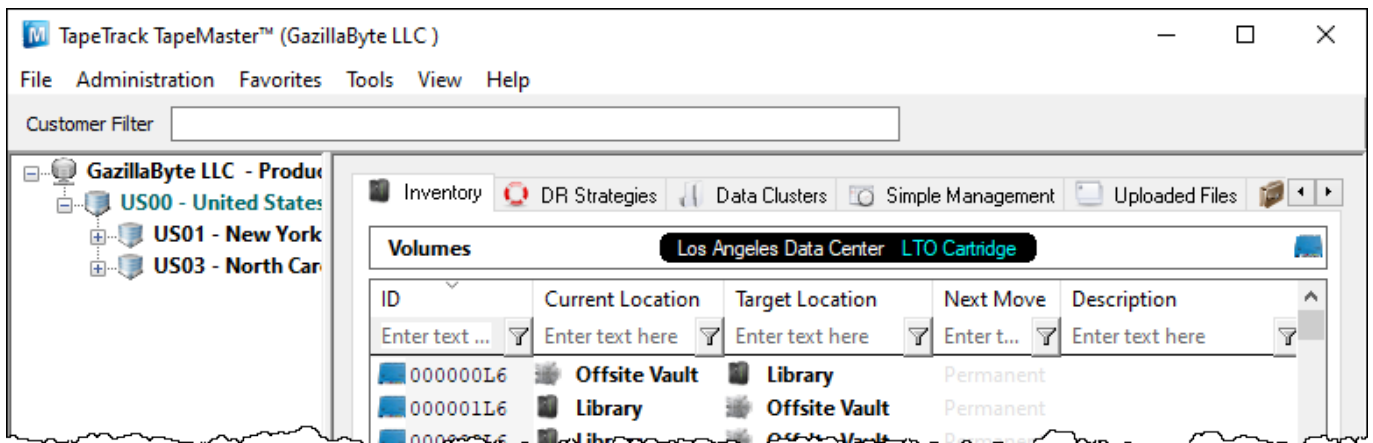 TapeTrack TapeMaster™ (GazillaByte LLC )
File Administration Favorites Tools View Help
Customer Filter
GazillaByte LLC - Produc
US00 - United States
US01 - New York
US03 - North Car
Inventory DR Strategies Data Clusters Simple Management Uploaded Files
Volumes Los Angeles Data Center LTO Cartridge
ID Current Location Target Location Next Move Description
Enter text ... Enter text here Enter text here Enter t... Enter text here
000000L6 Offsite Vault Library Permanent
000001L6 Library Offsite Vault Permanent